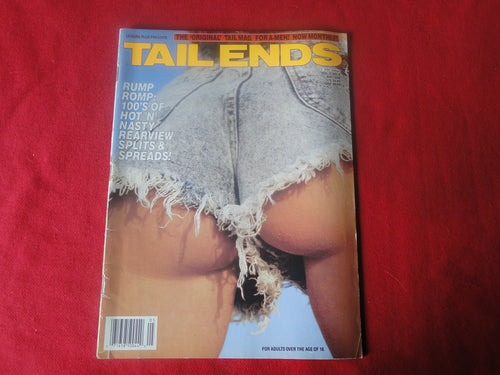 THE 'ORIGINAL' TAIL MAG. FOR A-MEN! NOW MONTHLY!
TAIL ENDS
RUMP
ROMP:
100'S OF
HOT 'N
NASTY
REARVIEW
SPLITS &
SPREADS!
FOR ADULTS OVER THE AGE OF 18.